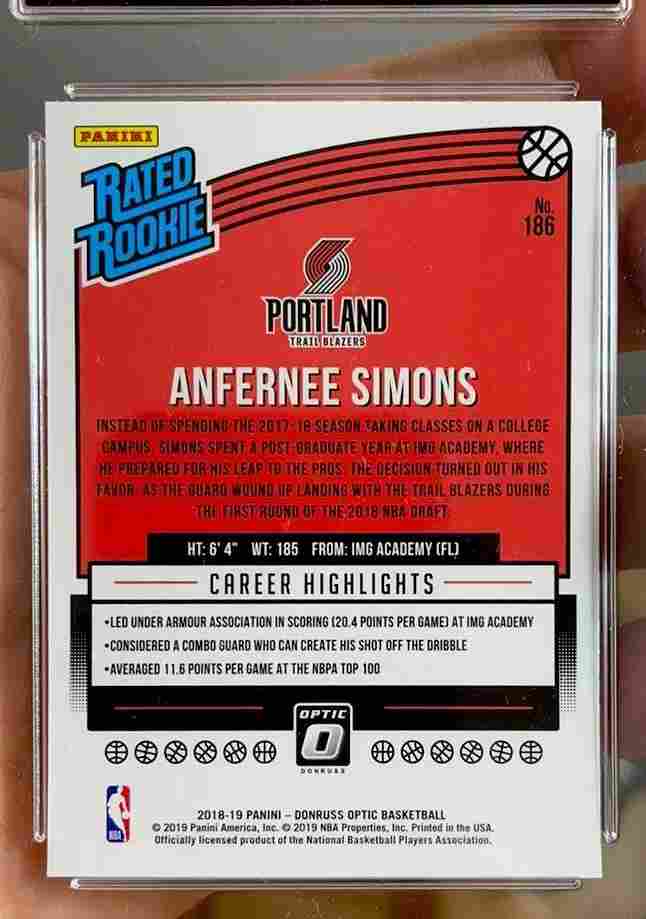 PANINI
RATED
ROOKIE
No.
186
PORTLAND
TRAIL BLAZERS
ANFERNEE SIMONS
INSTEAD OF SPENDING THE 2017-18 SEASON TAKING CLASSES ON A COLLEGE
CAMPUS, SIMONS SPENT A POST-GRADUATE YEAR AT IMG ACADEMY, WHERE
HE PREPARED FOR HIS LEAP TO THE PROS. THE DECISION TURNED OUT IN HIS
FAVOR, AS THE GUARD WOUND UP LANDING WITH THE TRAIL BLAZERS DURING
THE FIRST ROUND OF THE 2018 NBA DRAFT.
HT: 6' 4" WT: 185 FROM: IMG ACADEMY (FL)
CAREER HIGHLIGHTS
•LED UNDER ARMOUR ASSOCIATION IN SCORING (20.4 POINTS PER GAME) AT IMG ACADEMY
•CONSIDERED A COMBO GUARD WHO CAN CREATE HIS SHOT OFF THE DRIBBLE
•AVERAGED 11.6 POINTS PER GAME AT THE NBPA TOP 100
OPTIC
O
DONRUSS
NBA
2018-19 PANINI – DONRUSS OPTIC BASKETBALL
© 2019 Panini America, Inc. © 2019 NBA Properties, Inc. Printed in the USA.
Officially licensed product of the National Basketball Players Association.